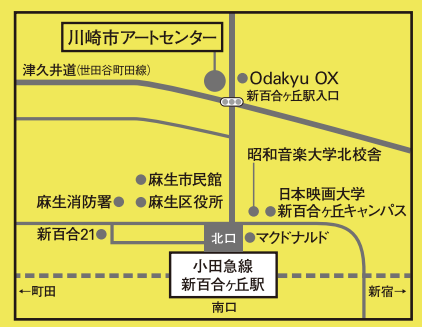 川崎市アートセンター
津久井道(世田谷町田線)
Odakyu OX
新百合ヶ丘駅入口
昭和音楽大学北校舎
麻生市民館
麻生消防署
麻生区役所
日本映画大学
新百合ヶ丘キャンパス
新百合21
北口
マクドナルド
小田急線
新百合ヶ丘駅
←町田
新宿→
南口